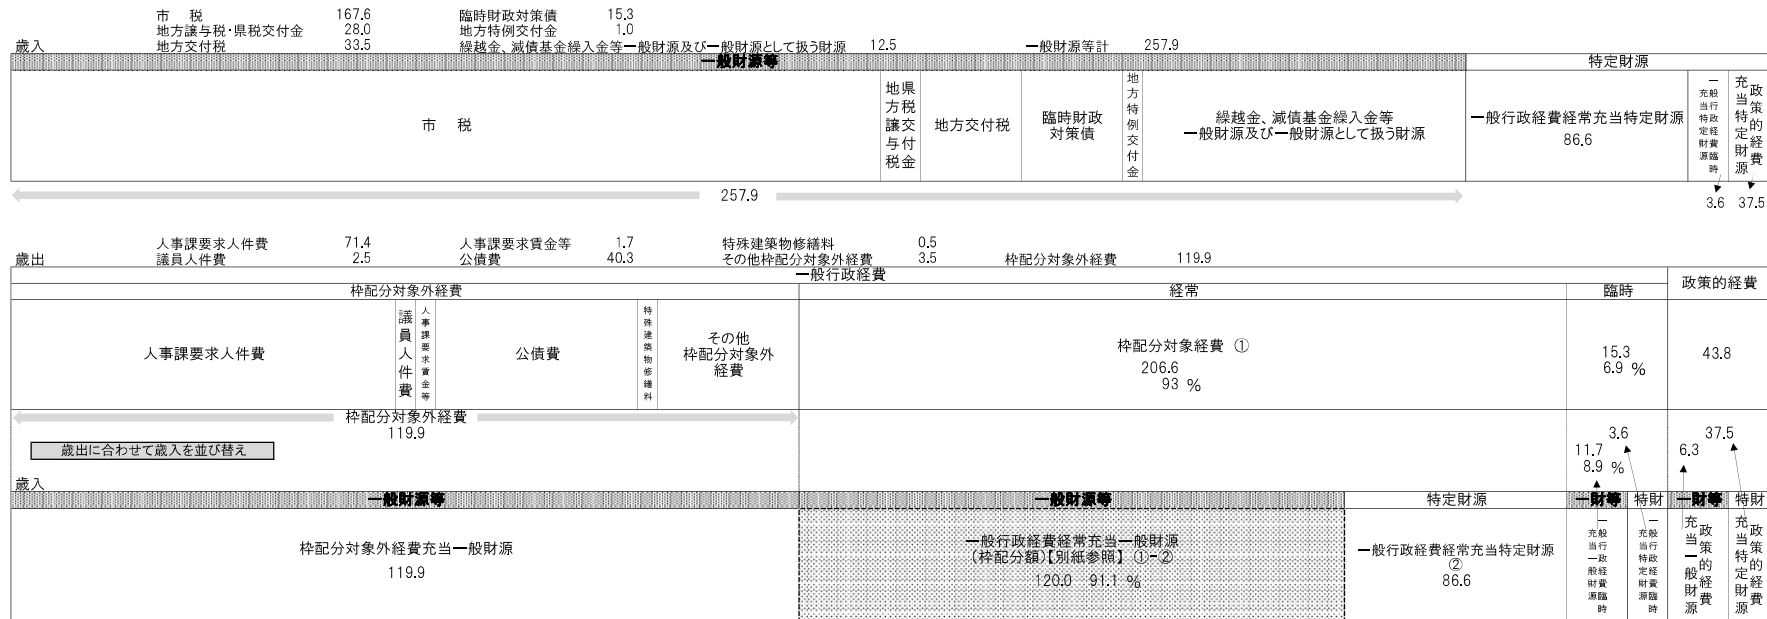 市　税 167.6 臨時財政対策債 15.3
地方譲与税・県税交付金 28.0 地方特例交付金 1.0
歳入 地方交付税 33.5 繰越金、減債基金繰入金等一般財源及び一般財源として扱う財源 12.5 一般財源等計 257.9
一般財源等 特定財源
市　税
地方譲与税
県税交付金
地方交付税
臨時財政
対策債
地方特例交付金
繰越金、減債基金繰入金等
一般財源及び一般財源として扱う財源
一般行政経費経常充当特定財源
86.6
一般行政経費臨時
充当特定財源
政策的経費
充当特定財源
257.9
3.6 37.5
人事課要求人件費 71.4 人事課要求賃金等 1.7 特殊建築物修繕料 0.5
歳出 議員人件費 2.5 公債費 40.3 その他枠配分対象外経費 3.5 枠配分対象外経費 119.9
一般行政経費 政策的経費
枠配分対象外経費 経常 臨時
人事課要求人件費
議員人件費
人事課要求賃金等
公債費
特殊建築物修繕料
その他
枠配分対象外
経費
枠配分対象経費 ①
206.6
93 %
15.3
6.9 %
43.8
枠配分対象外経費
119.9
歳出に合わせて歳入を並び替え
3.6 37.5
11.7 6.3
8.9 %
歳入
一般財源等 一般財源等 特定財源 一財等 特財 一財等 特財
枠配分対象外経費充当一般財源
119.9
一般行政経費経常充当一般財源
(枠配分額)【別紙参照】 ①-②
120.0 91.1 %
一般行政経費経常充当特定財源
②
86.6
一般行政経費臨時
充当一般財源
一般行政経費臨時
充当特定財源
政策的経費
充当一般財源
政策的経費
充当特定財源